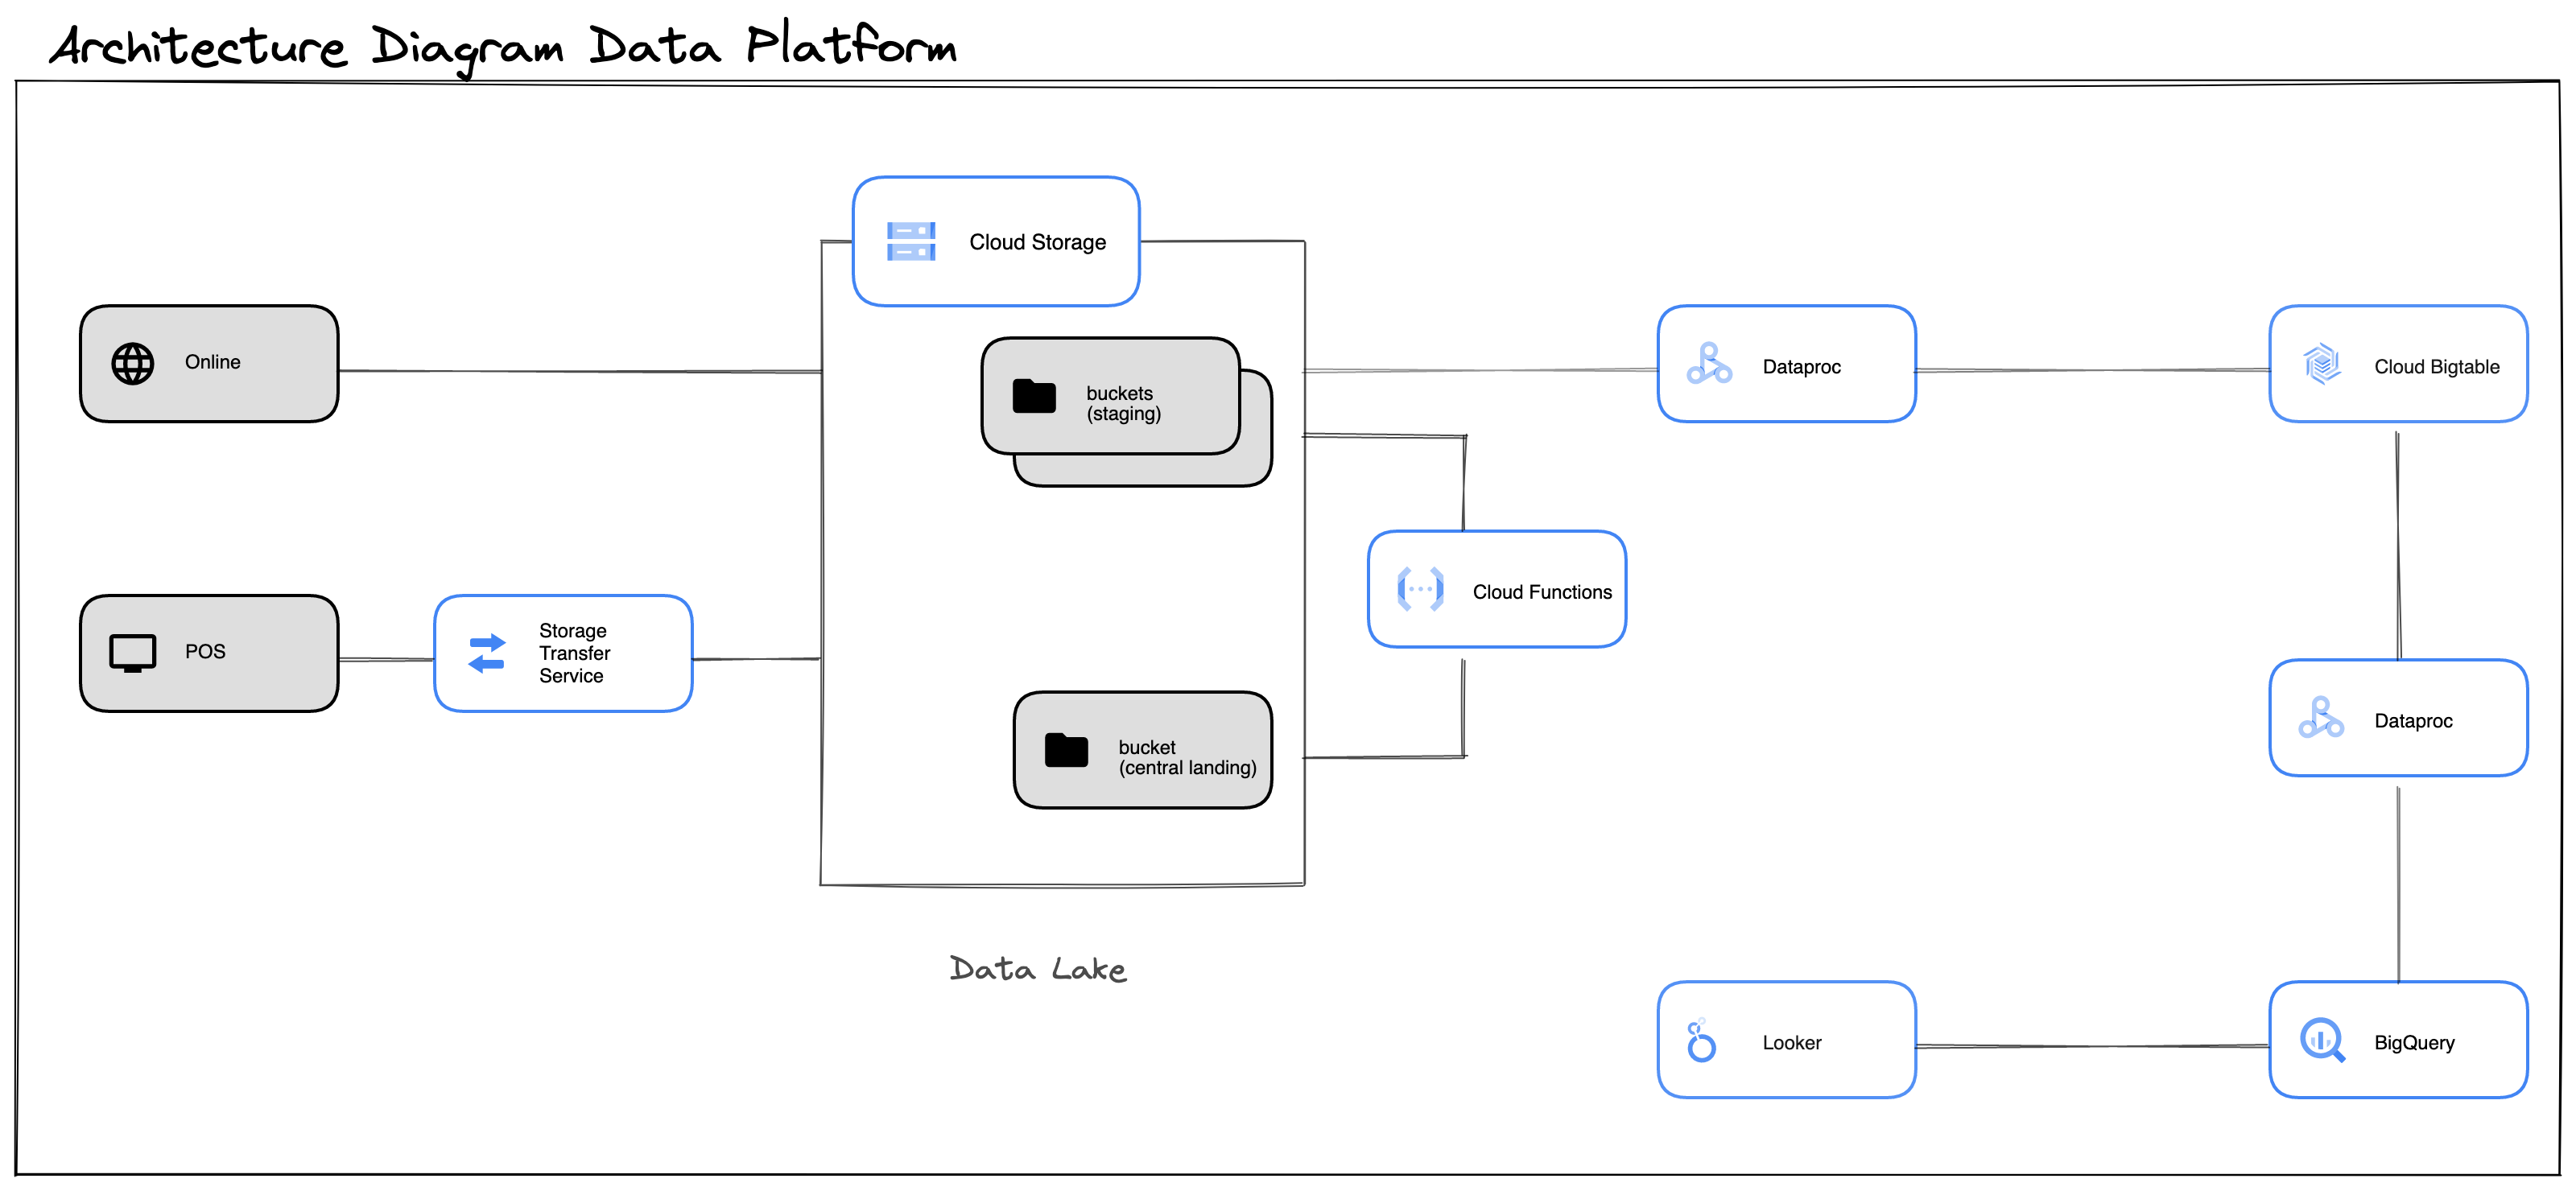 Architecture Diagram Data Platform
Cloud Storage
Online
buckets
(staging)
Dataproc
Cloud Bigtable
Cloud Functions
POS
Storage
Transfer
Service
bucket
(central landing)
Dataproc
Data Lake
Looker
BigQuery